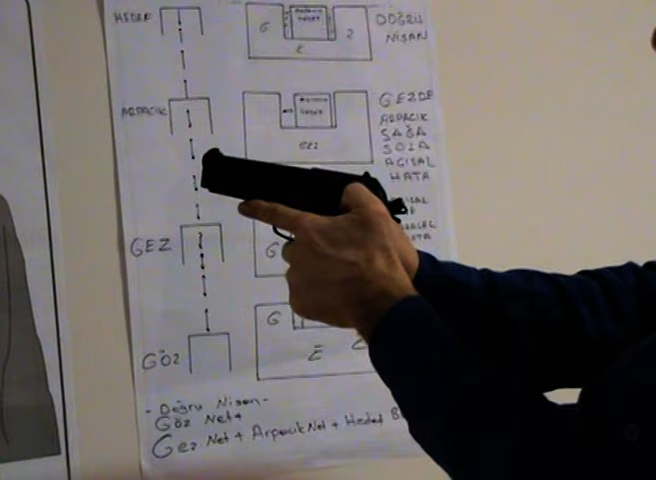 HEDEF
DOĞRU
NİŞAN
G
E
Z
ARPACIK
GEZDE
ARPACIK
SAĞA
SOLA
AÇISAL
HATA
GEZ
GEZ
G
GÖZ
G
E
- Doğru Nişan -
Göz Net +
Gez Net + Arpacık Net + Hedef B